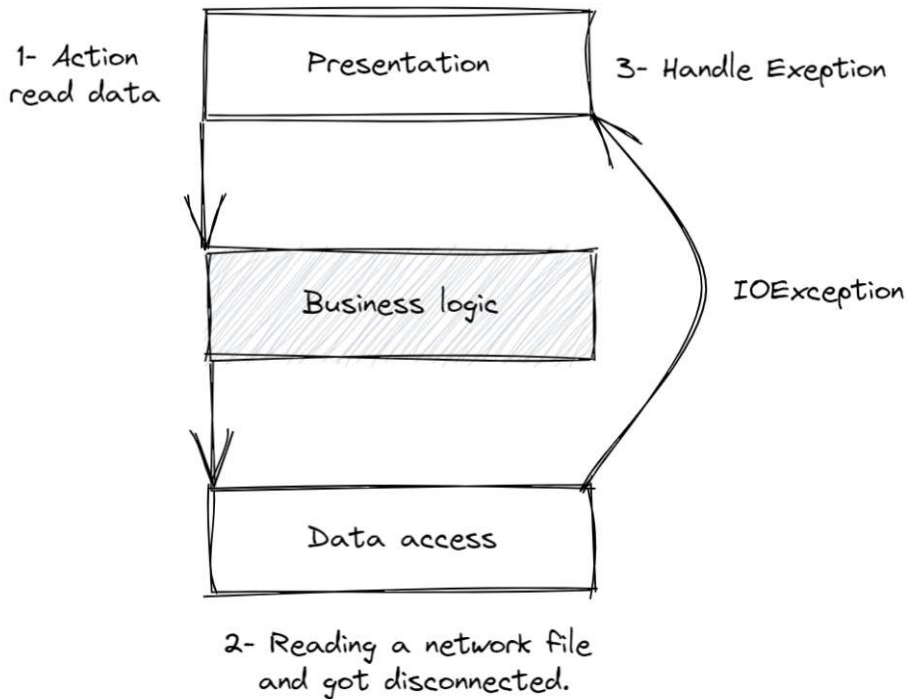 1- Action
read data
Presentation
3- Handle Exeption
Business logic
IOException
Data access
2- Reading a network file
and got disconnected.